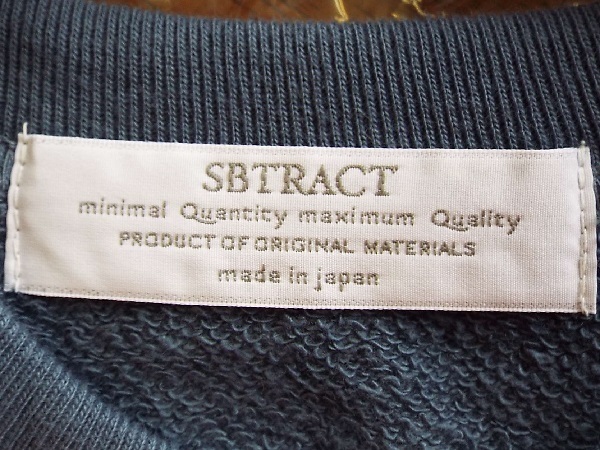 SBTRACT
minimal Quantity maximum Quality
PRODUCT OF ORIGINAL MATERIALS
made in japan